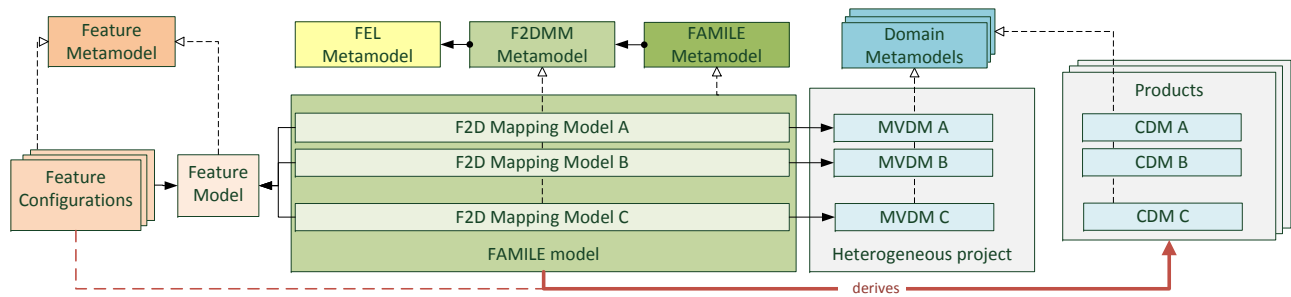 Feature
Metamodel
FEL
Metamodel
F2DMM
Metamodel
FAMILE
Metamodel
Domain
Metamodels
Products
F2D Mapping Model A
MVDM A
CDM A
F2D Mapping Model B
MVDM B
CDM B
Feature
Configurations
Feature
Model
F2D Mapping Model C
MVDM C
CDM C
FAMILE model
Heterogeneous project
derives